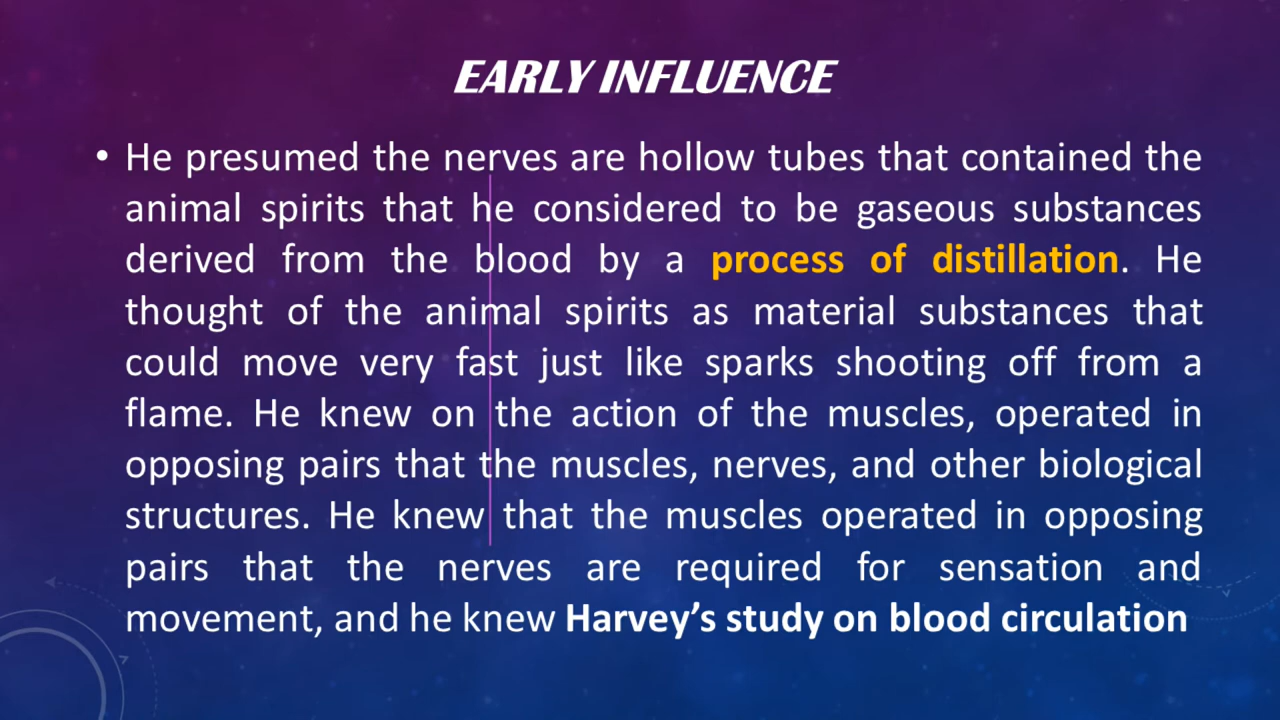 EARLY INFLUENCE
• He presumed the nerves are hollow tubes that contained the
animal spirits that he considered to be gaseous substances
derived from the blood by a process of distillation. He
thought of the animal spirits as material substances that
could move very fast just like sparks shooting off from a
flame. He knew on the action of the muscles, operated in
opposing pairs that the muscles, nerves, and other biological
structures. He knew that the muscles operated in opposing
pairs that the nerves are required for sensation and
movement, and he knew Harvey’s study on blood circulation